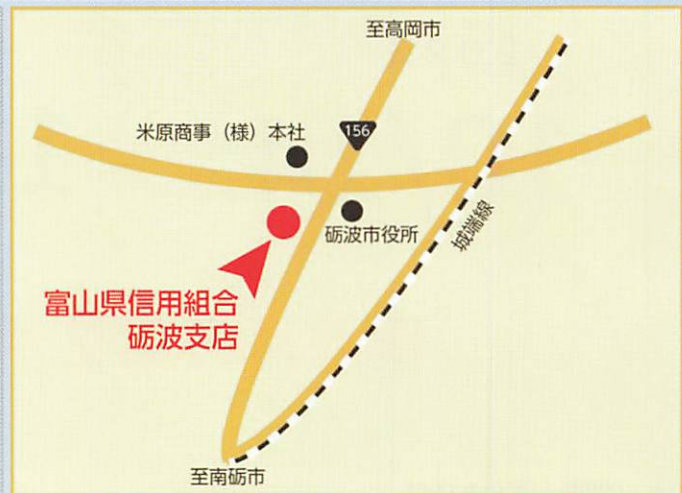 至高岡市
米原商事（様）本社
156
砺波市役所
城端線
富山県信用組合
砺波支店
至南砺市